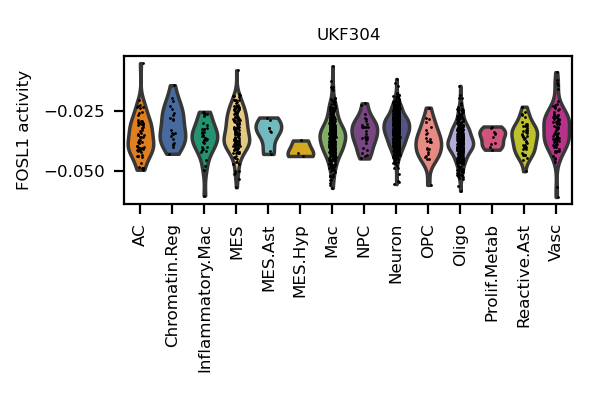 UKF304
FOSL1 activity
−0.025
−0.050
AC
Chromatin.Reg
Inflammatory.Mac
MES
MES.Ast
MES.Hyp
Mac
NPC
Neuron
OPC
Oligo
Prolif.Metab
Reactive.Ast
Vasc